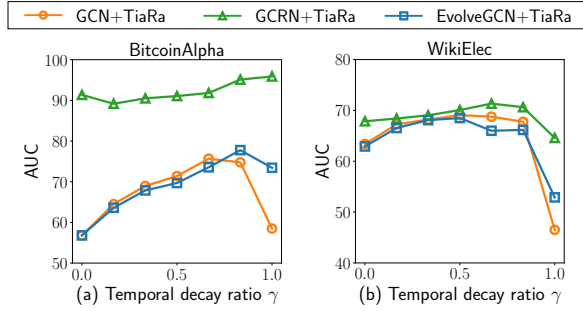 GCN+TiaRa GCRN+TiaRa EvolveGCN+TiaRa
BitcoinAlpha
100
90
80
70
60
50
AUC
0.0 0.5 1.0
(a) Temporal decay ratio γ
WikiElec
80
70
60
50
40
AUC
0.0 0.5 1.0
(b) Temporal decay ratio γ